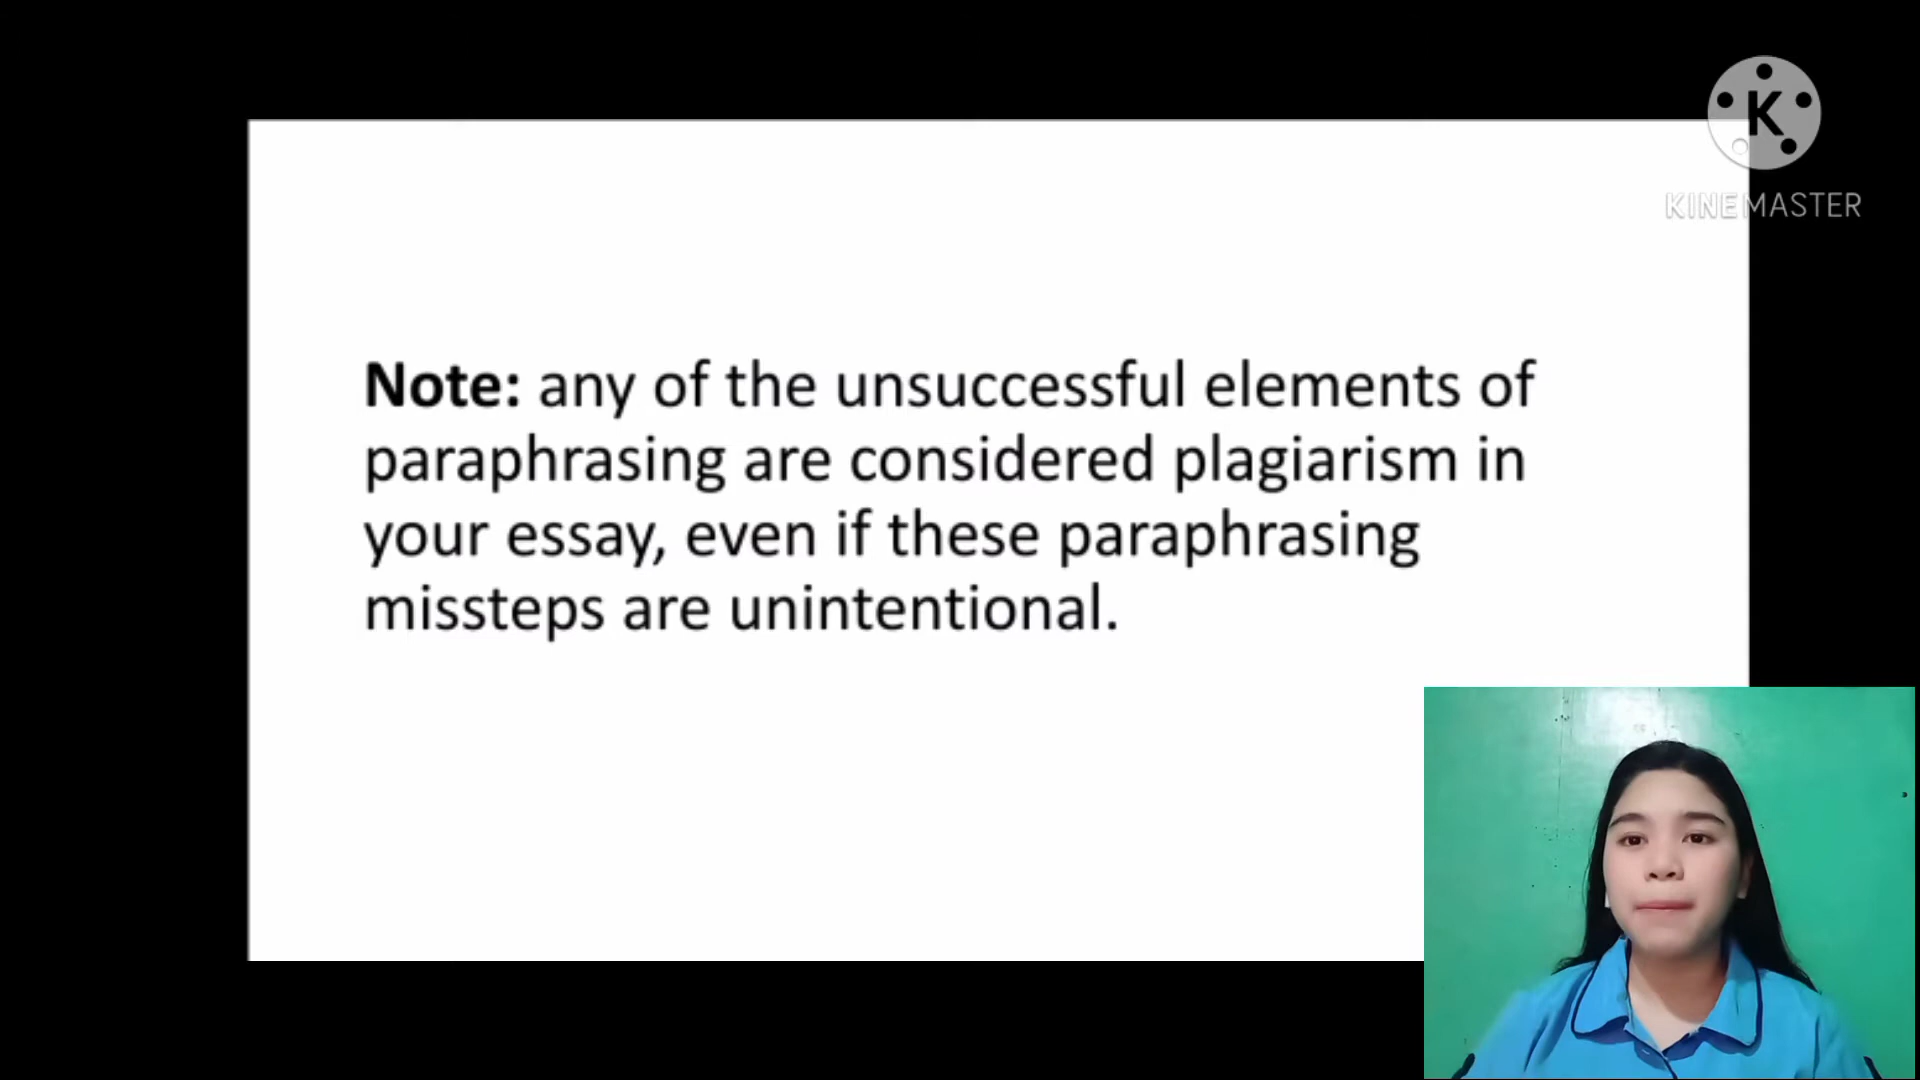 K
KINEMASTER
Note: any of the unsuccessful elements of
paraphrasing are considered plagiarism in
your essay, even if these paraphrasing
missteps are unintentional.